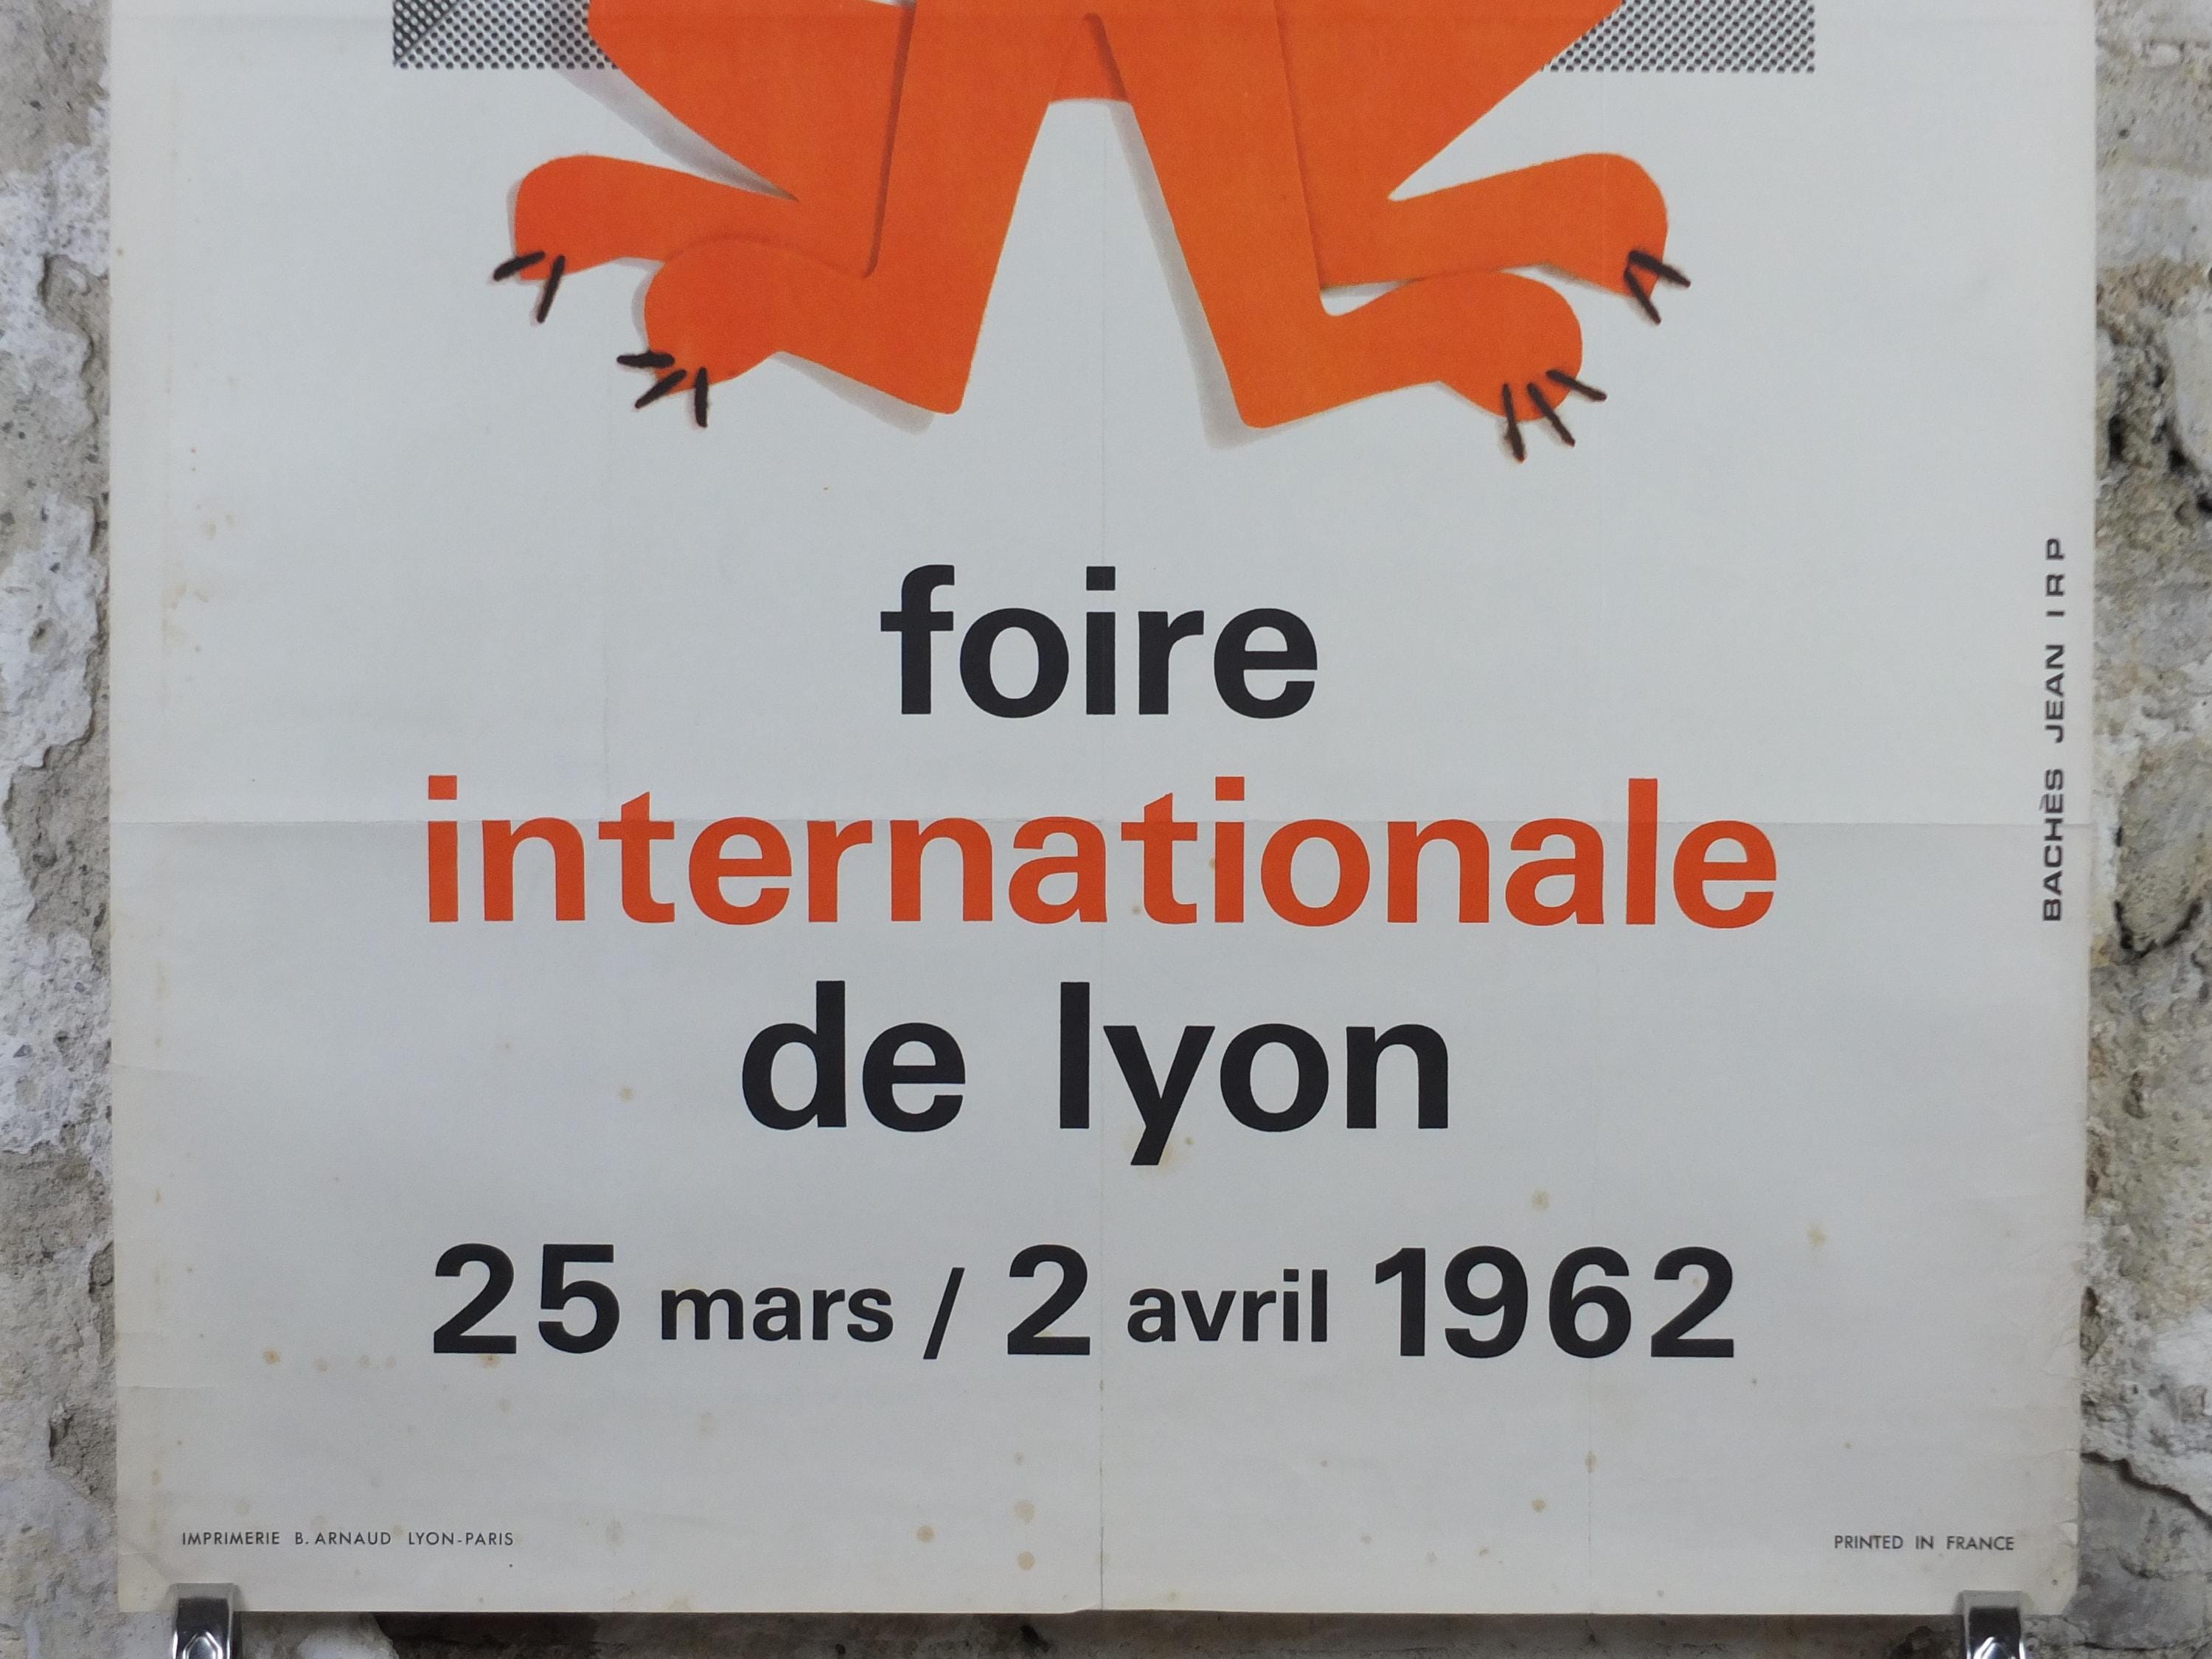 foire
internationale
de lyon
25 mars / 2 avril 1962
BACHÈS JEAN IRP
IMPRIMERIE B. ARNAUD LYON-PARIS
PRINTED IN FRANCE